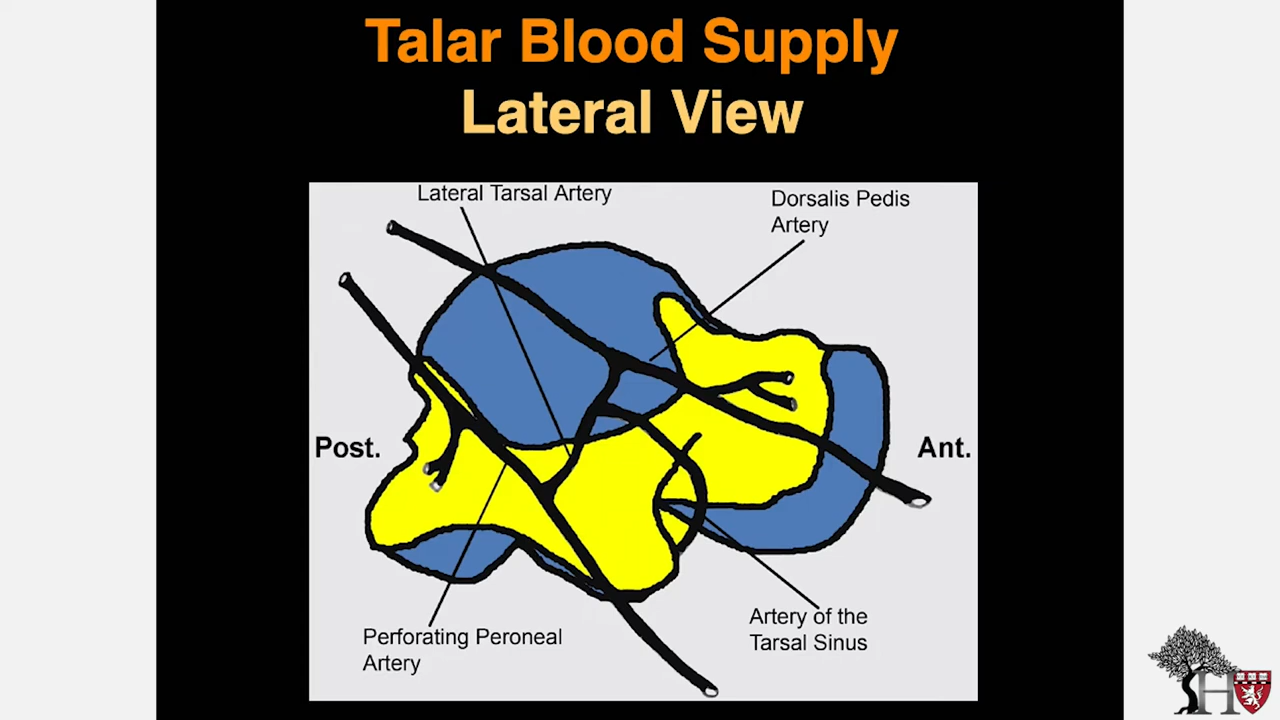 Talar Blood Supply
Lateral View
Lateral Tarsal Artery
Dorsalis Pedis
Artery
Post.
Ant.
Perforating Peroneal
Artery
Artery of the
Tarsal Sinus
H